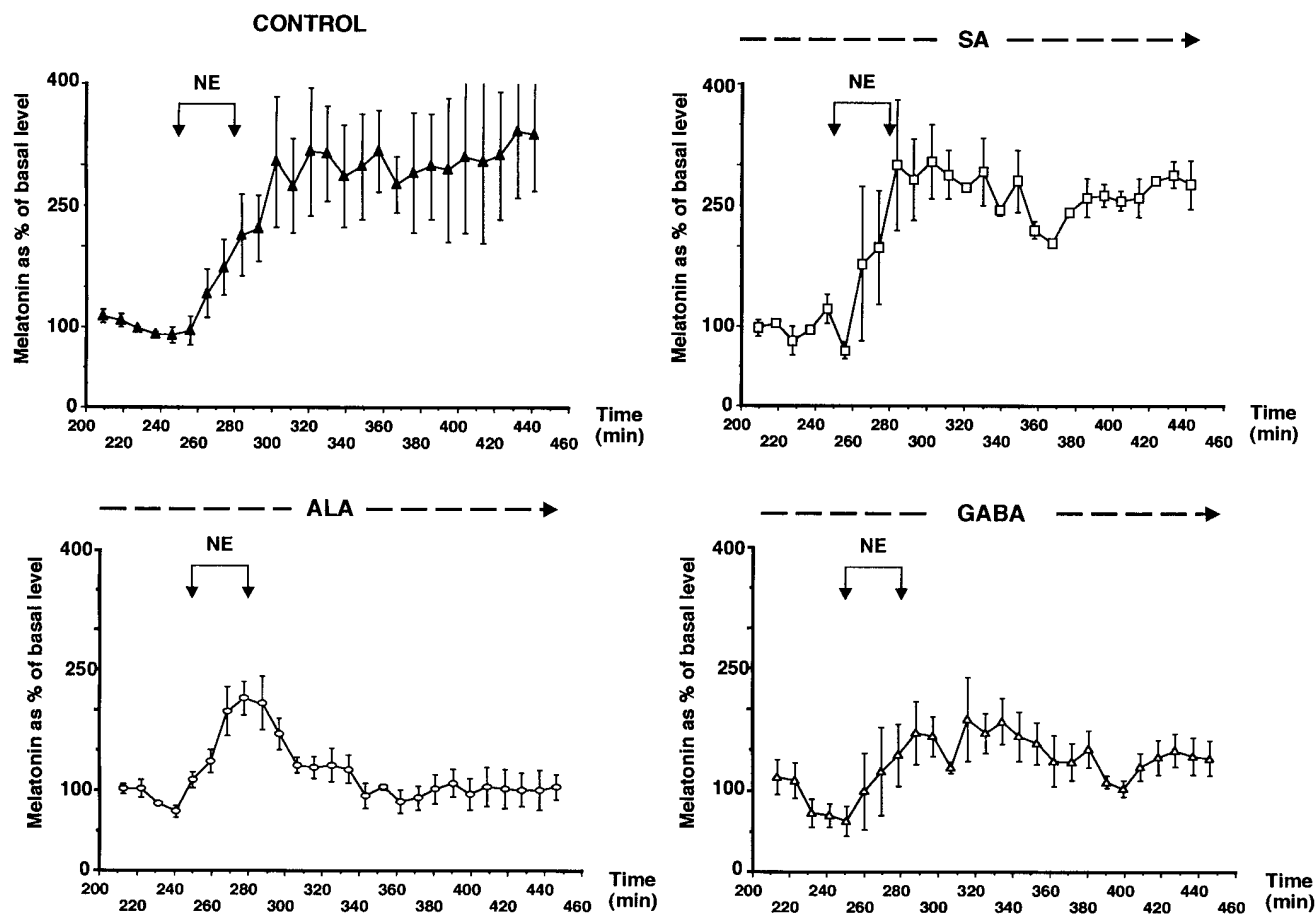 CONTROL
Melatonin as % of basal level
400
250
100
0
NE
200 240 280 320 360 400 440
220 260 300 340 380 420 460
Time
(min)
SA
Melatonin as % of basal level
400
250
100
0
NE
200 240 280 320 360 400 440
220 260 300 340 380 420 460
Time
(min)
ALA
Melatonin as % of basal level
400
250
100
0
NE
200 240 280 320 360 400 440
220 260 300 340 380 420 460
Time
(min)
GABA
Melatonin as % of basal level
400
250
100
0
NE
200 240 280 320 360 400 440
220 260 300 340 380 420 460
Time
(min)